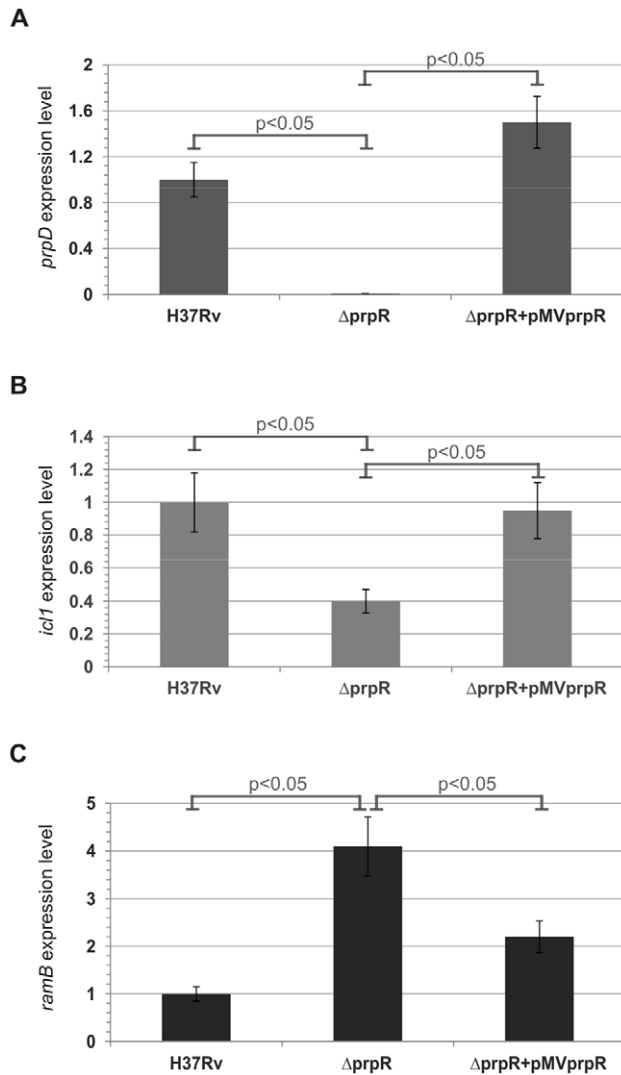 A
prpD expression level
2
1.6
1.2
0.8
0.4
0
p<0.05
p<0.05
H37Rv ΔprpR ΔprpR+pMVprpR
B
icl1 expression level
1.4
1.2
1
0.8
0.6
0.4
0.2
0
p<0.05
p<0.05
H37Rv ΔprpR ΔprpR+pMVprpR
C
ramB expression level
5
4
3
2
1
0
p<0.05 p<0.05
H37Rv ΔprpR ΔprpR+pMVprpR